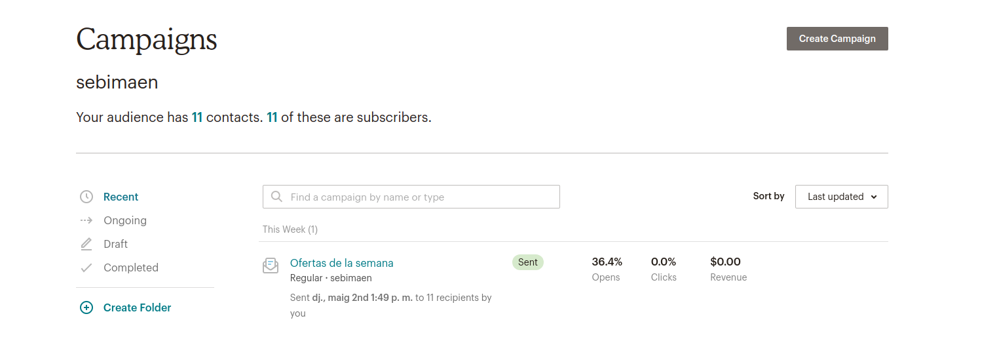 Campaigns
Create Campaign
sebimaen
Your audience has 11 contacts. 11 of these are subscribers.
Recent
Ongoing
Draft
Completed
Create Folder
Find a campaign by name or type
Sort by
Last updated
This Week (1)
Ofertas de la semana
Regular · sebimaen
Sent dj., maig 2nd 1:49 p. m. to 11 recipients by
you
Sent
36.4%
Opens
0.0%
Clicks
$0.00
Revenue